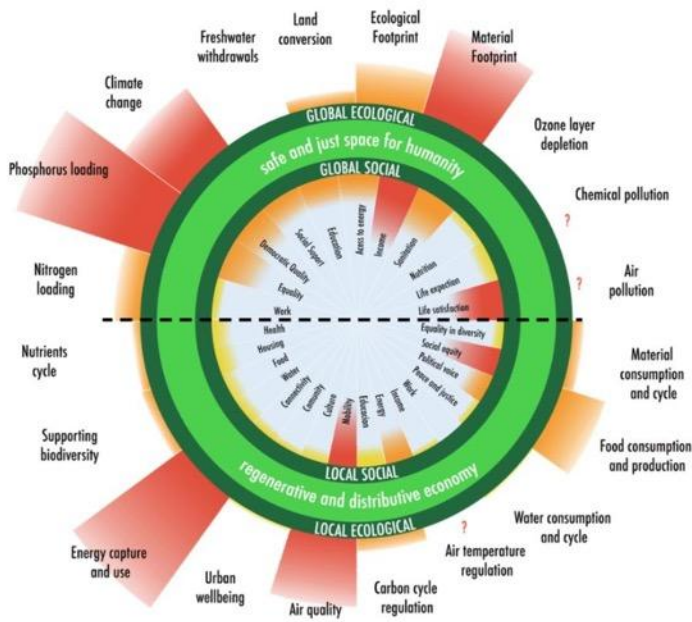 Land
conversion
Ecological
Footprint
Freshwater
withdrawals
Material
Footprint
Climate
change
Ozone layer
depletion
Phosphorus loading
Chemical pollution
?
Nitrogen
loading
Air
pollution
?
GLOBAL ECOLOGICAL
safe and just space for humanity
GLOBAL SOCIAL
Work
Equality
Democratic Quality
Social Suport
Education
Acess to energy
Income
Sanitation
Nutrition
Life expection
Life satisfaction
Equality in diversity
Social equity
Political voice
Peace and justice
Work
Income
Energy
Educacion
Mobility
Culture
Comunity
Connectivity
Water
Food
Housing
Health
LOCAL SOCIAL
regenerative and distributive economy
LOCAL ECOLOGICAL
Nutrients
cycle
Material
consumption
and cycle
Supporting
biodiversity
Food consumption
and production
Energy capture
and use
Urban
wellbeing
Air quality
Carbon cycle
regulation
?
Air temperature
regulation
Water consumption
and cycle